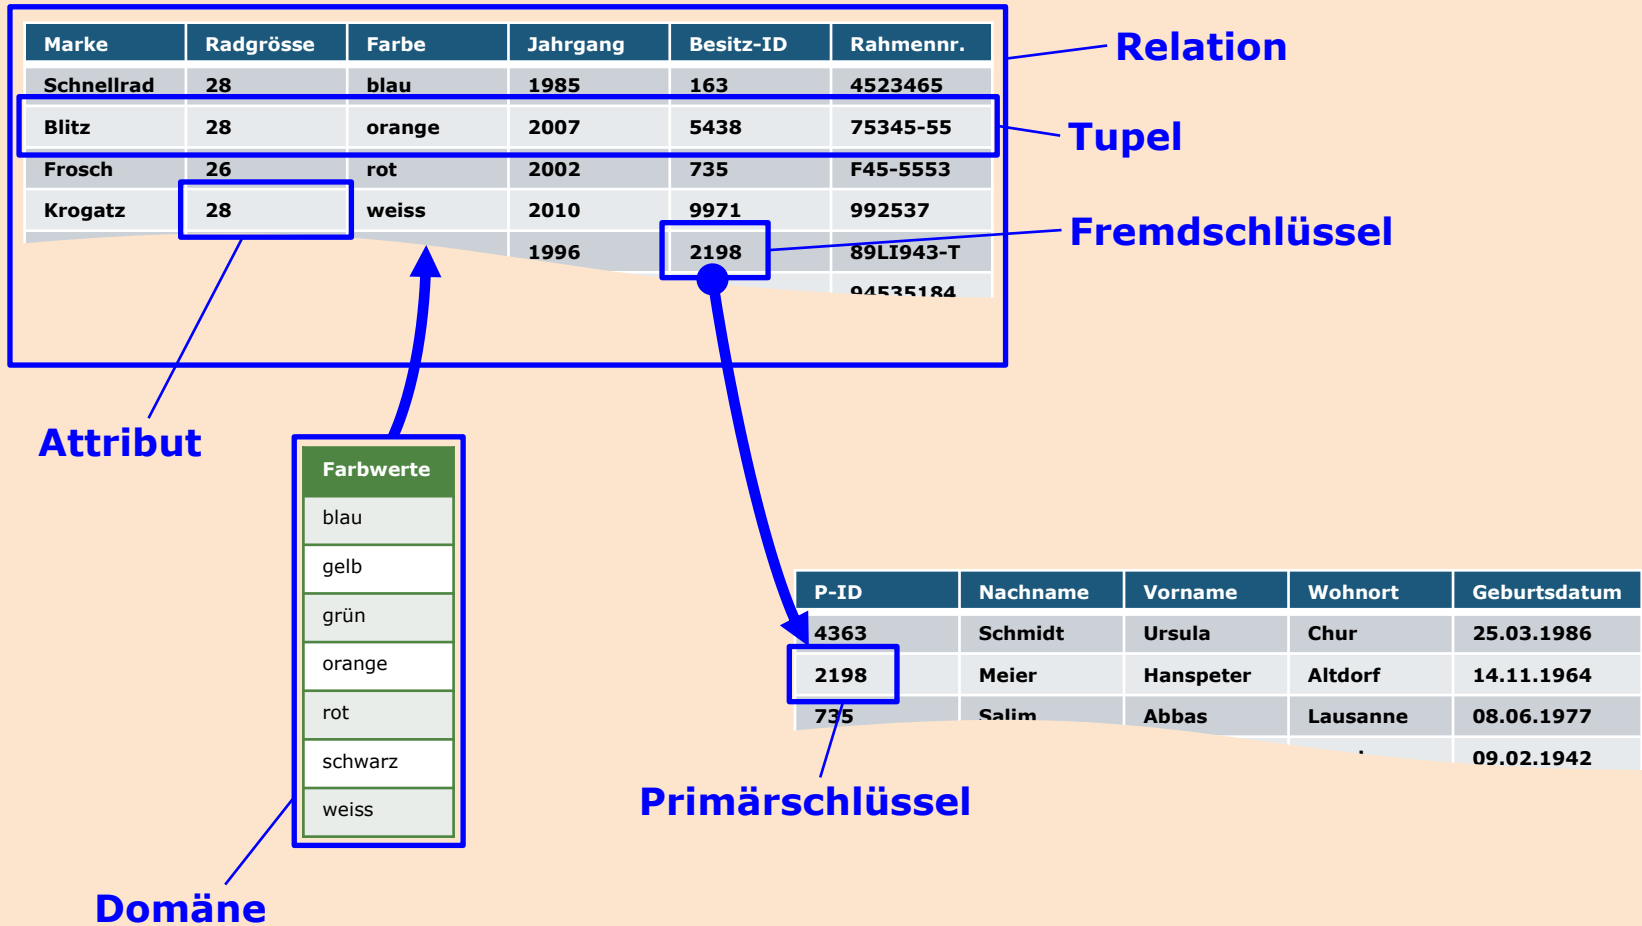 Marke Radgrösse Farbe Jahrgang Besitz-ID Rahmennr.
Schnellrad 28 blau 1985 163 4523465
Blitz 28 orange 2007 5438 75345-55
Frosch 26 rot 2002 735 F45-5553
Krogatz 28 weiss 2010 9971 992537
1996 2198 89LI943-T
94535184
Relation
Tupel
Fremdschlüssel
Attribut
Farbwerte
blau
gelb
grün
orange
rot
schwarz
weiss
Domäne
P-ID Nachname Vorname Wohnort Geburtsdatum
4363 Schmidt Ursula Chur 25.03.1986
2198 Meier Hanspeter Altdorf 14.11.1964
735 Salim Abbas Lausanne 08.06.1977
09.02.1942
Primärschlüssel